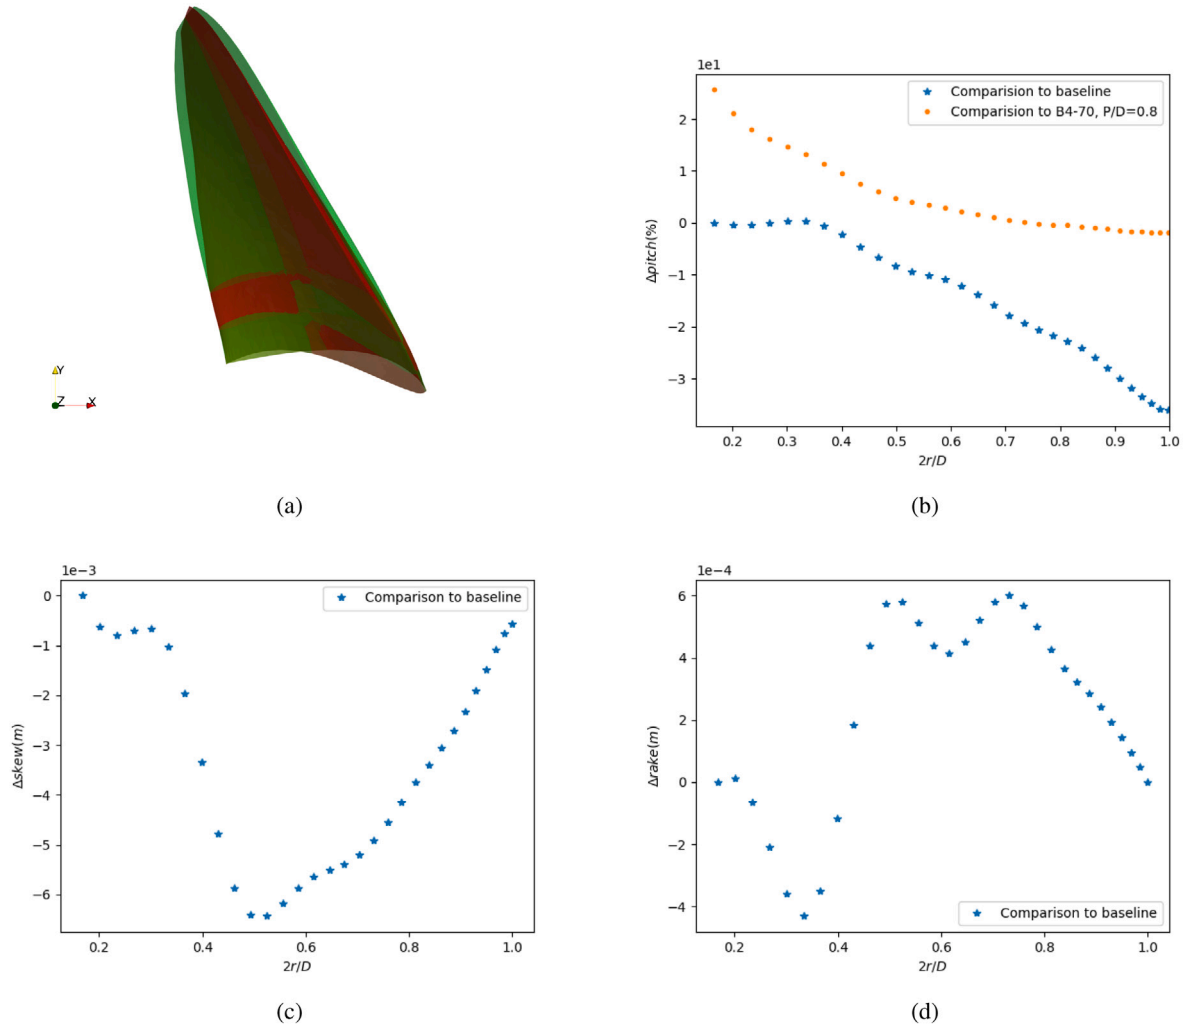 Y
Z
X
(a)
1e1
Comparision to baseline
Comparision to B4-70, P/D=0.8
2
1
0
−1
−2
−3
Δpitch(%)
0.2 0.3 0.4 0.5 0.6 0.7 0.8 0.9 1.0
2r/D
(b)
1e−3
Comparison to baseline
0
−1
−2
−3
−4
−5
−6
Δskew(m)
0.2 0.4 0.6 0.8 1.0
2r/D
(c)
1e−4
6
4
2
0
−2
−4
Δrake(m)
Comparison to baseline
0.2 0.4 0.6 0.8 1.0
2r/D
(d)